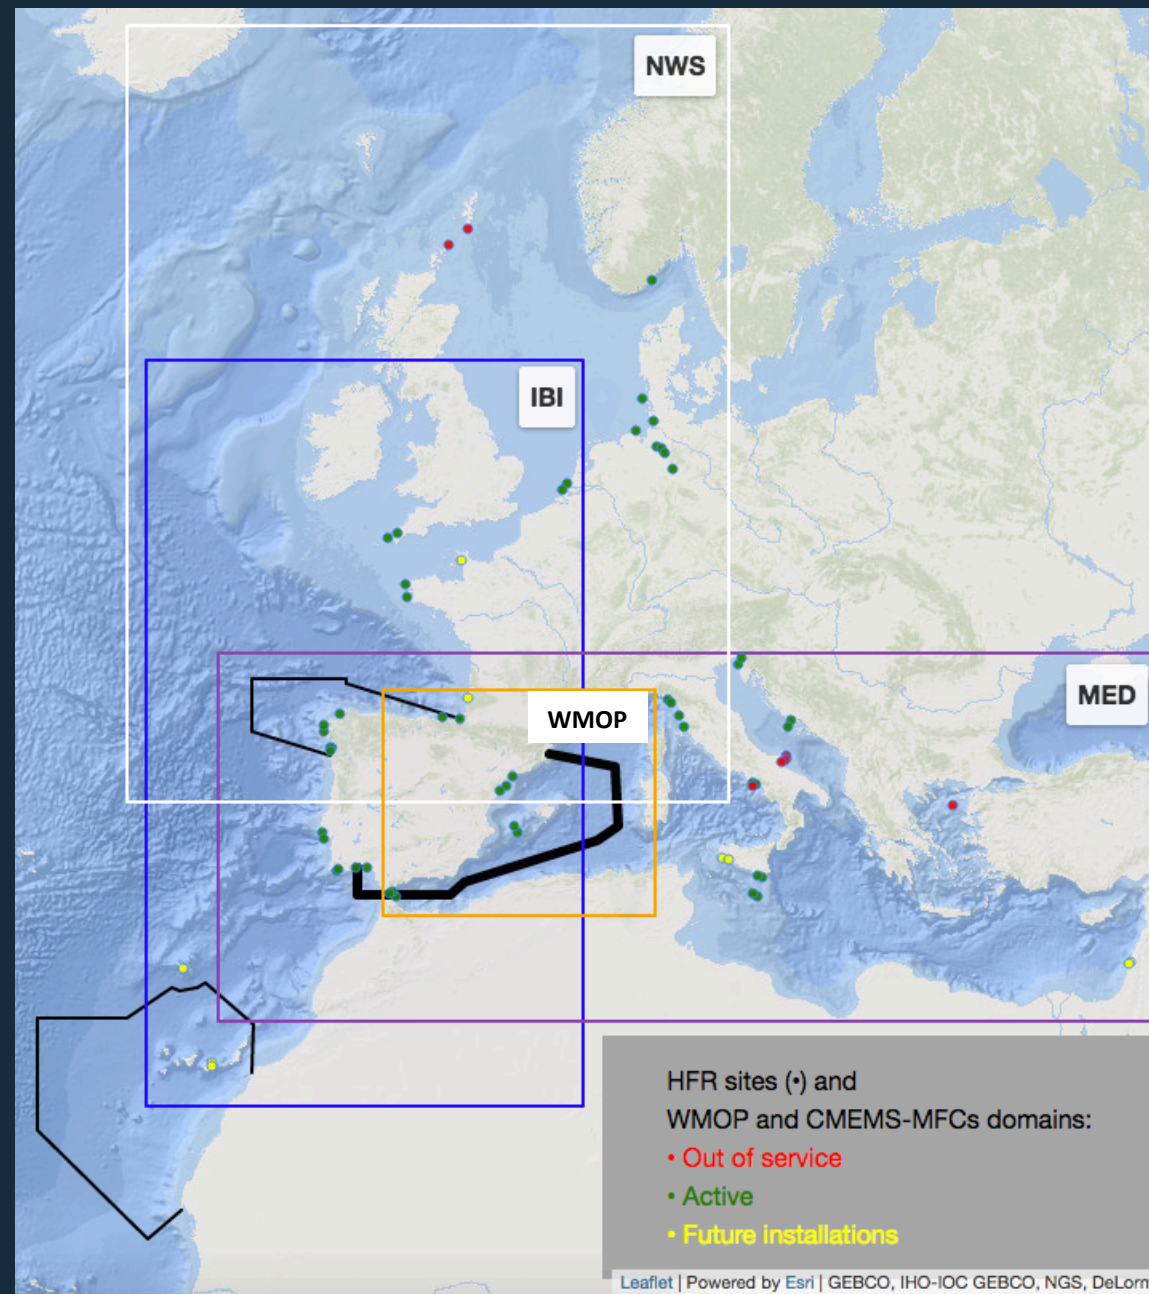 NWS
IBI
MED
WMOP
HFR sites (•) and
WMOP and CMEMS-MFCs domains:
• Out of service
• Active
• Future installations
Leaflet | Powered by Esri | GEBCO, IHO-IOC GEBCO, NGS, DeLorm